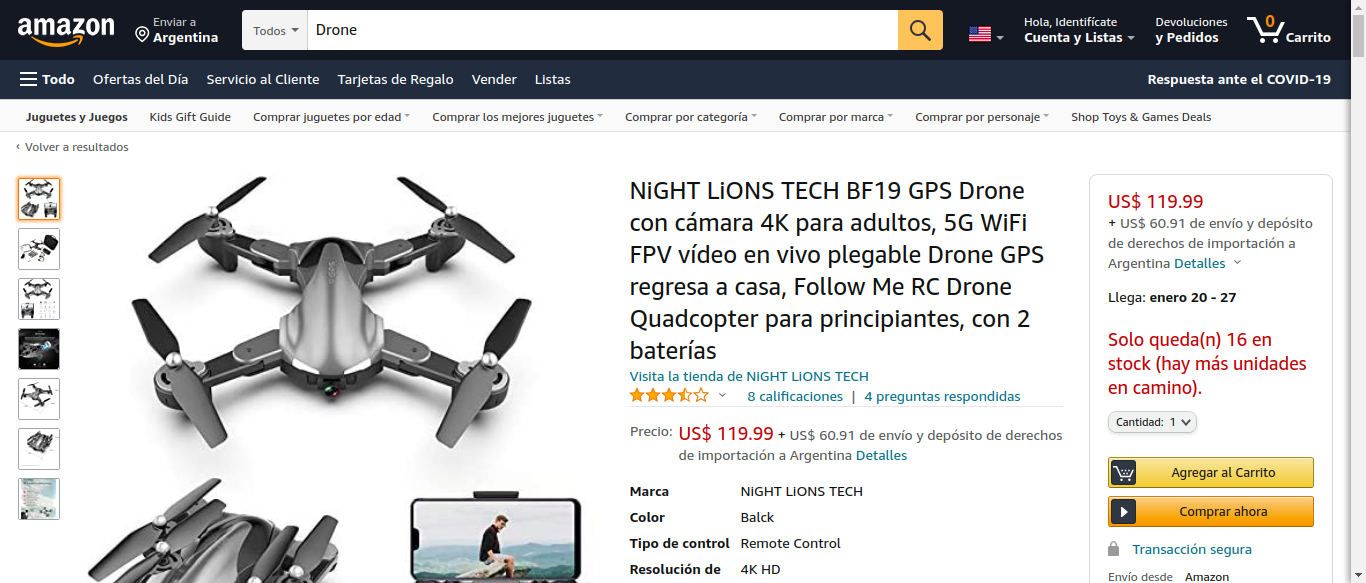 amazon
Enviar a
Argentina
Todos
Drone
Hola, Identifícate
Cuenta y Listas
Devoluciones
y Pedidos
0
Carrito
Todo
Ofertas del Día
Servicio al Cliente
Tarjetas de Regalo
Vender
Listas
Respuesta ante el COVID-19
Juguetes y Juegos
Kids Gift Guide
Comprar juguetes por edad
Comprar los mejores juguetes
Comprar por categoría
Comprar por marca
Comprar por personaje
Shop Toys & Games Deals
‹ Volver a resultados
NiGHT LiONS TECH BF19 GPS Drone
con cámara 4K para adultos, 5G WiFi
FPV vídeo en vivo plegable Drone GPS
regresa a casa, Follow Me RC Drone
Quadcopter para principiantes, con 2
baterías
Visita la tienda de NiGHT LiONS TECH
8 calificaciones | 4 preguntas respondidas
Precio: US$ 119.99 + US$ 60.91 de envío y depósito de derechos
de importación a Argentina Detalles
Marca NiGHT LiONS TECH
Color Balck
Tipo de control Remote Control
Resolución de 4K HD
US$ 119.99
+ US$ 60.91 de envío y depósito
de derechos de importación a
Argentina Detalles
Llega: enero 20 - 27
Solo queda(n) 16 en
stock (hay más unidades
en camino).
Cantidad: 1
Agregar al Carrito
Comprar ahora
Transacción segura
Envío desde Amazon